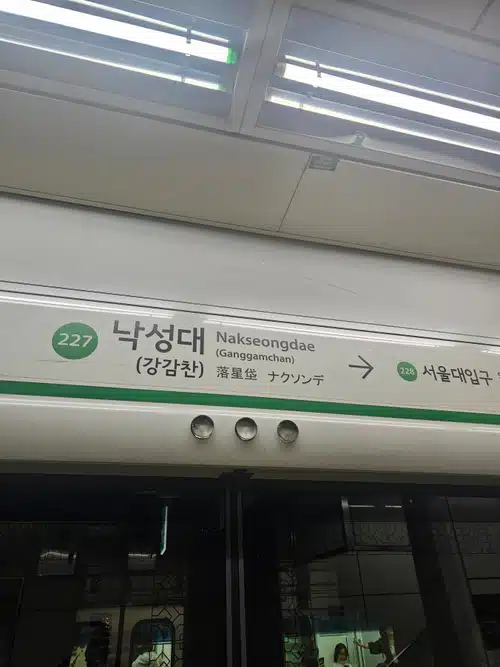 227 낙성대 Nakseongdae
(강감찬) (Ganggamchan)
落星垈 ナクソンデ
→ 228 서울대입구